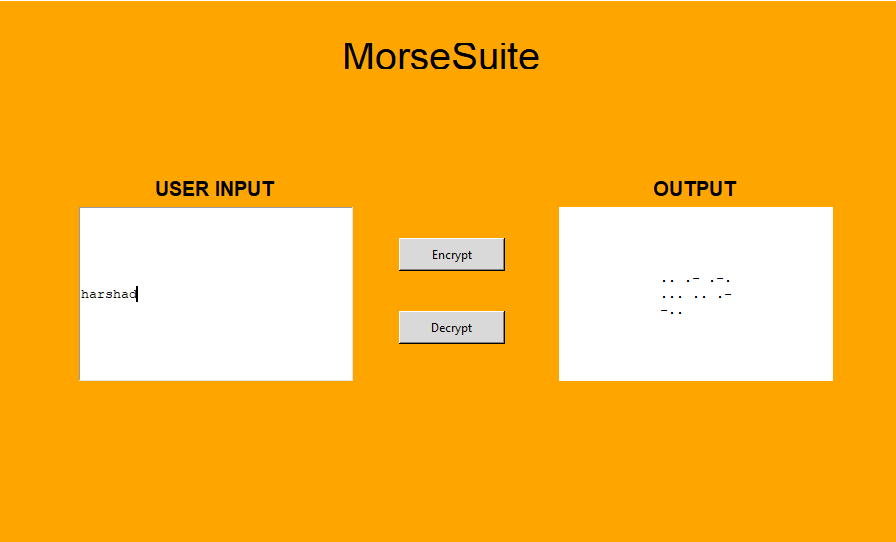 MorseSuite
USER INPUT
OUTPUT
harshad
Encrypt
Decrypt
.. .- .-.
... .. .-
-..